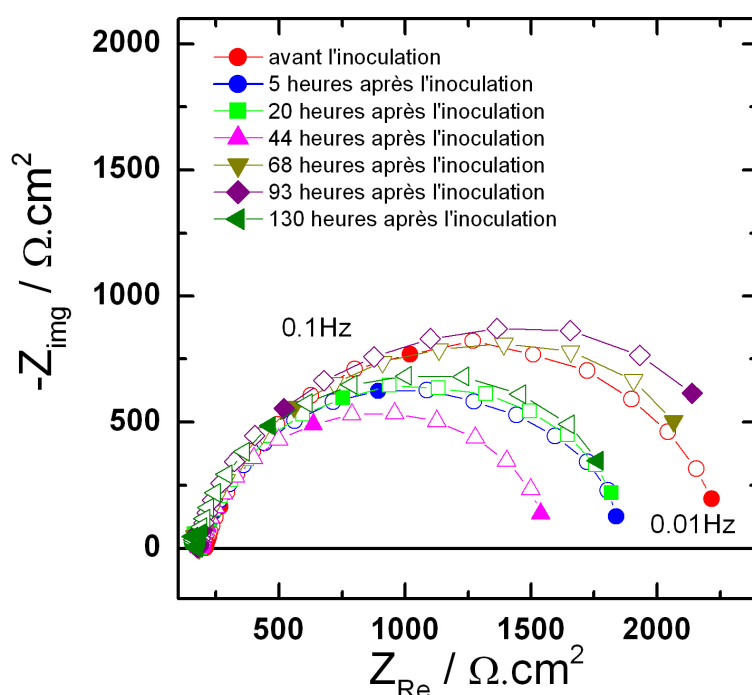 2000
1500
1000
500
0
-Z_img / Ω.cm²
avant l'inoculation
5 heures après l'inoculation
20 heures après l'inoculation
44 heures après l'inoculation
68 heures après l'inoculation
93 heures après l'inoculation
130 heures après l'inoculation
0.1Hz
0.01Hz
500 1000 1500 2000
Z_Re / Ω.cm²